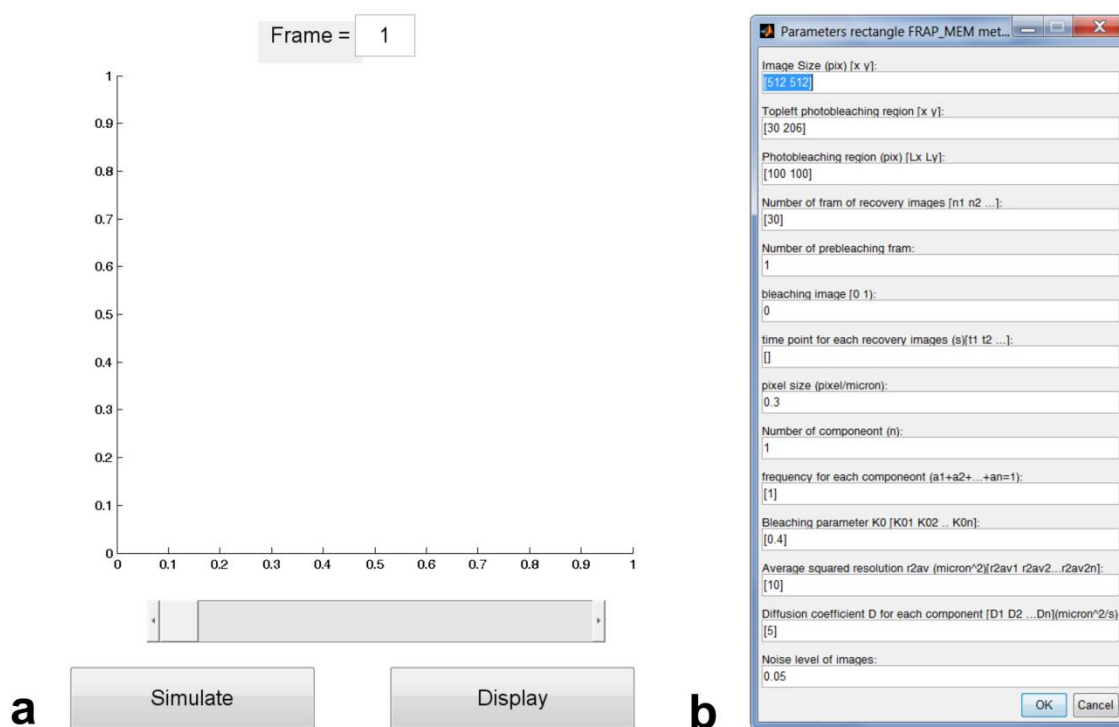 Frame = 1
1
0.9
0.8
0.7
0.6
0.5
0.4
0.3
0.2
0.1
0
0 0.1 0.2 0.3 0.4 0.5 0.6 0.7 0.8 0.9 1
Simulate Display
a
Parameters rectangle FRAP_MEM met...
Image Size (pix) [x y]:
[512 512]
Topleft photobleaching region [x y]:
[30 206]
Photobleaching region (pix) [Lx Ly]:
[100 100]
Number of fram of recovery images [n1 n2 ...]:
[30]
Number of prebleaching fram:
1
bleaching image [0 1):
0
time point for each recovery images (s)[t1 t2 ...]:
[]
pixel size (pixel/micron):
0.3
Number of componeont (n):
1
frequency for each componeont (a1+a2+...+an=1):
[1]
Bleaching parameter K0 [K01 K02 .. K0n]:
[0.4]
Average squared resolution r2av (micron^2)[r2av1 r2av2...r2av2n]:
[10]
Diffusion coefficient D for each component [D1 D2 ...Dn](micron^2/s)
[5]
Noise level of images:
0.05
OK Cancel
b